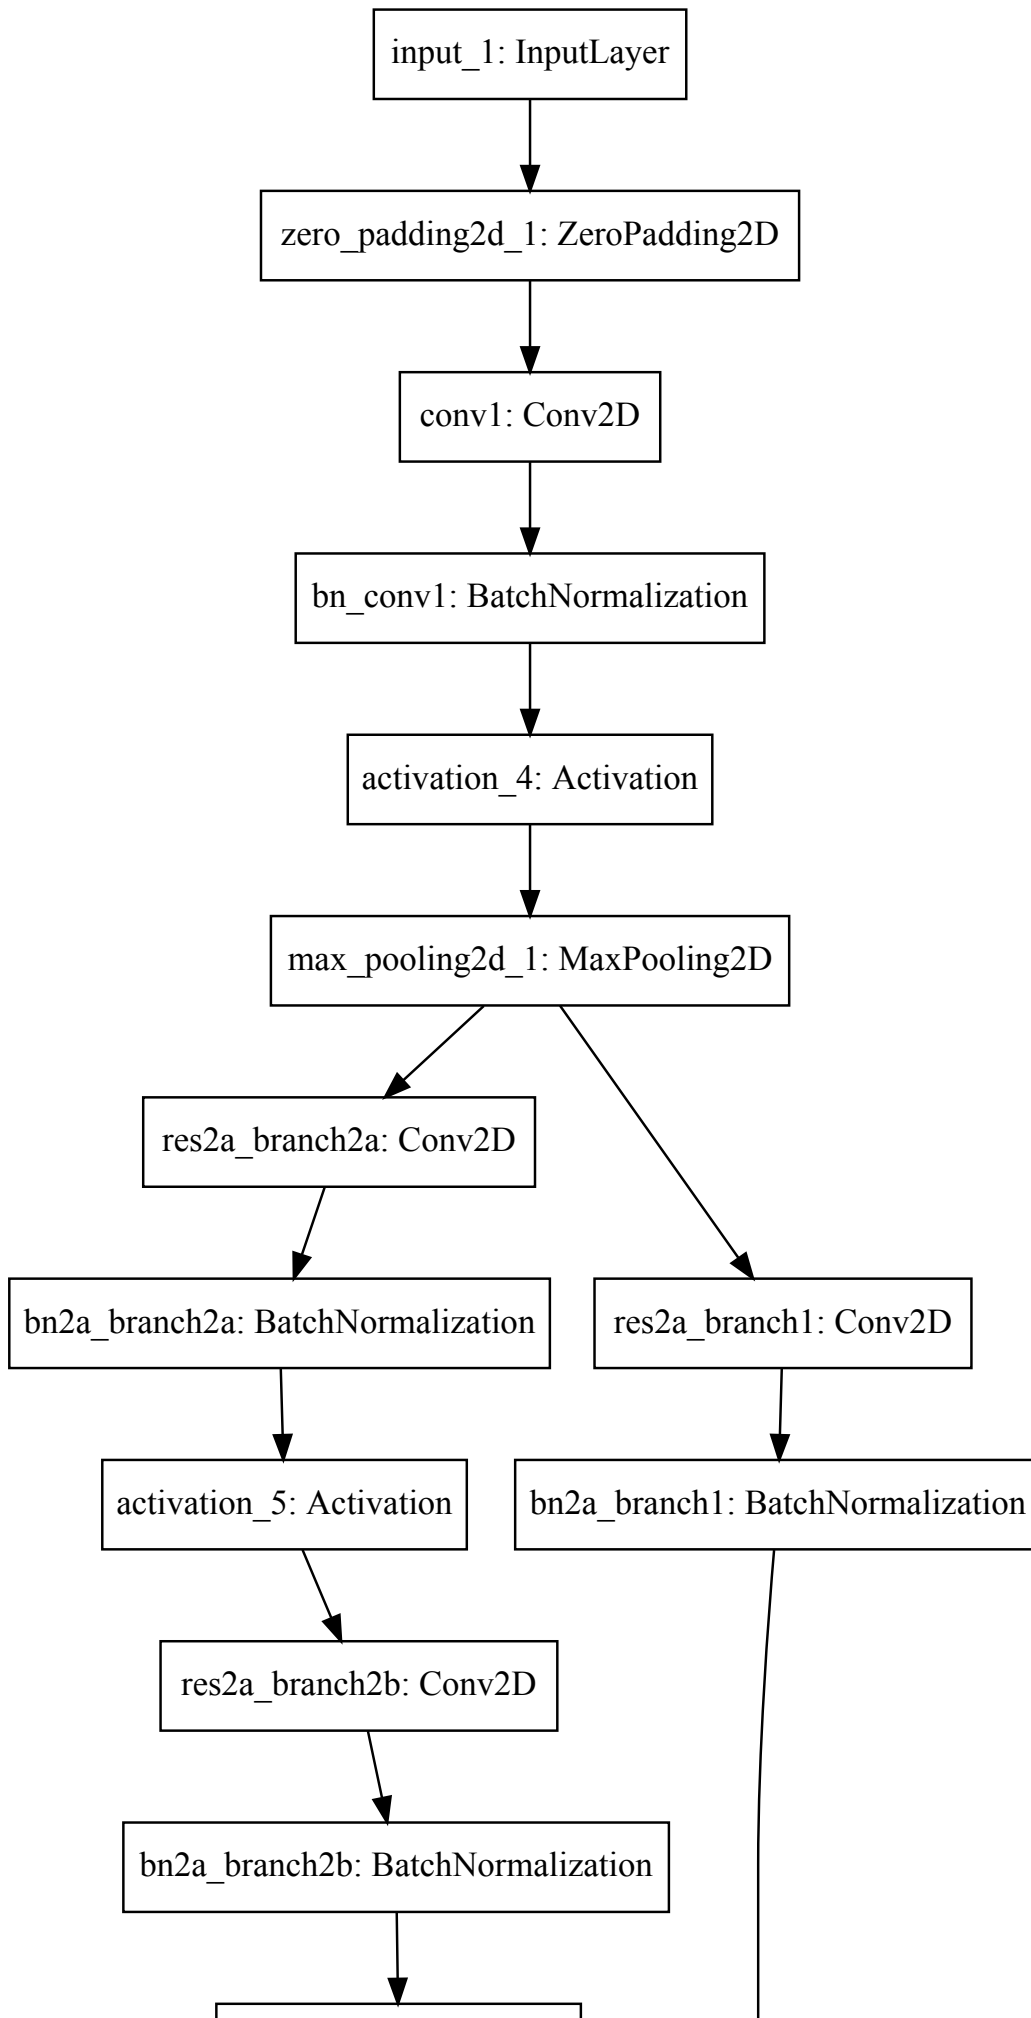 input_1: InputLayer
zero_padding2d_1: ZeroPadding2D
conv1: Conv2D
bn_conv1: BatchNormalization
activation_4: Activation
max_pooling2d_1: MaxPooling2D
res2a_branch2a: Conv2D
bn2a_branch2a: BatchNormalization
res2a_branch1: Conv2D
activation_5: Activation
bn2a_branch1: BatchNormalization
res2a_branch2b: Conv2D
bn2a_branch2b: BatchNormalization